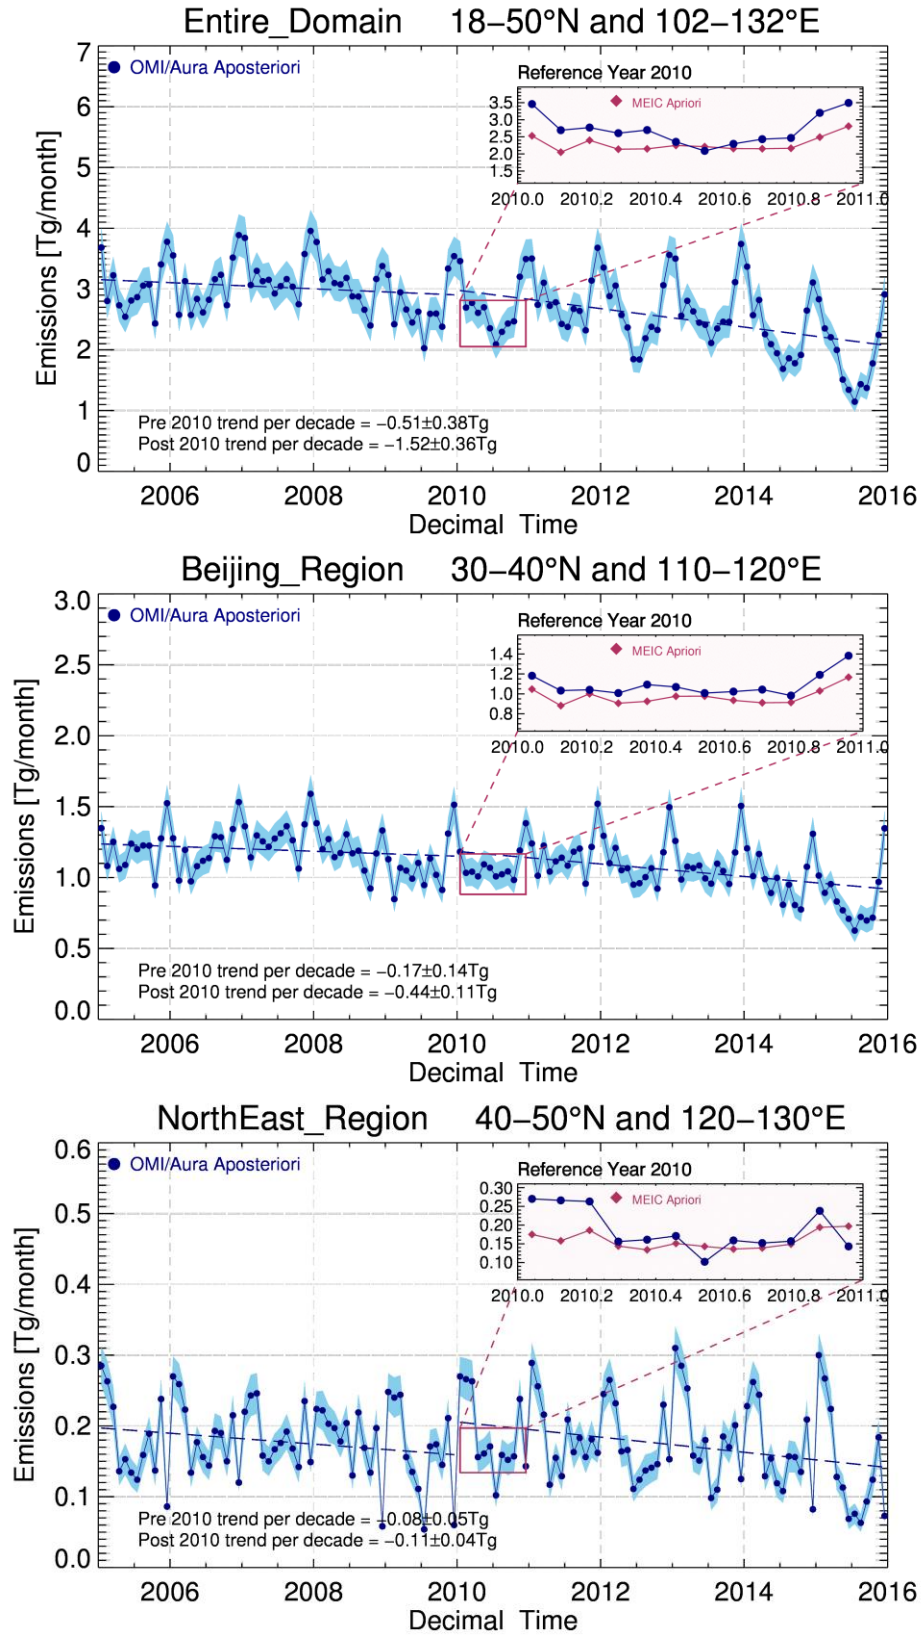 Entire_Domain 18−50°N and 102−132°E
7
6
5
4
3
2
1
0
Emissions [Tg/month]
OMI/Aura Aposteriori
Reference Year 2010
MEIC Apriori
3.5
3.0
2.5
2.0
1.5
2010.0 2010.2 2010.4 2010.6 2010.8 2011.0
Pre 2010 trend per decade = −0.51±0.38Tg
Post 2010 trend per decade = −1.52±0.36Tg
2006 2008 2010 2012 2014 2016
Decimal Time
Beijing_Region 30−40°N and 110−120°E
3.0
2.5
2.0
1.5
1.0
0.5
0.0
Emissions [Tg/month]
OMI/Aura Aposteriori
Reference Year 2010
MEIC Apriori
1.4
1.2
1.0
0.8
2010.0 2010.2 2010.4 2010.6 2010.8 2011.0
Pre 2010 trend per decade = −0.17±0.14Tg
Post 2010 trend per decade = −0.44±0.11Tg
2006 2008 2010 2012 2014 2016
Decimal Time
NorthEast_Region 40−50°N and 120−130°E
0.6
0.5
0.4
0.3
0.2
0.1
0.0
Emissions [Tg/month]
OMI/Aura Aposteriori
Reference Year 2010
MEIC Apriori
0.30
0.25
0.20
0.15
0.10
2010.0 2010.2 2010.4 2010.6 2010.8 2011.0
Pre 2010 trend per decade = −0.08±0.05Tg
Post 2010 trend per decade = −0.11±0.04Tg
2006 2008 2010 2012 2014 2016
Decimal Time